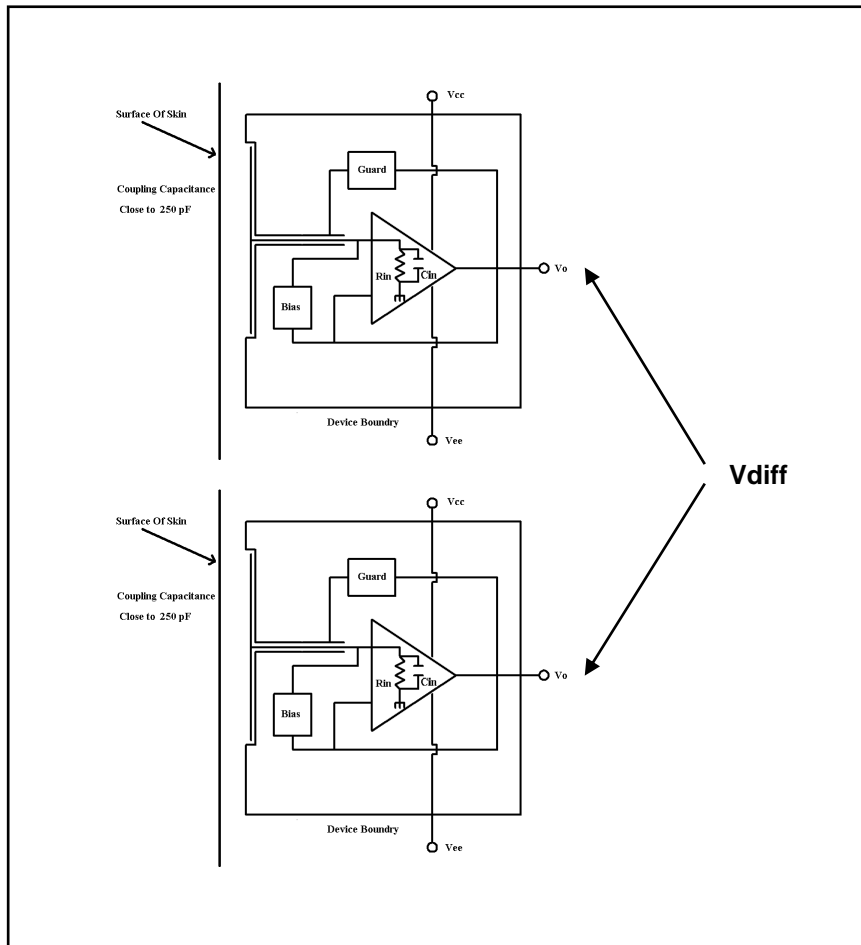 Vcc
Surface Of Skin
Guard
Coupling Capacitance
Close to 250 pF
Rin
Cin
Vo
Bias
Device Boundry
Vee
Vdiff
Vcc
Surface Of Skin
Guard
Coupling Capacitance
Close to 250 pF
Rin
Cin
Vo
Bias
Device Boundry
Vee